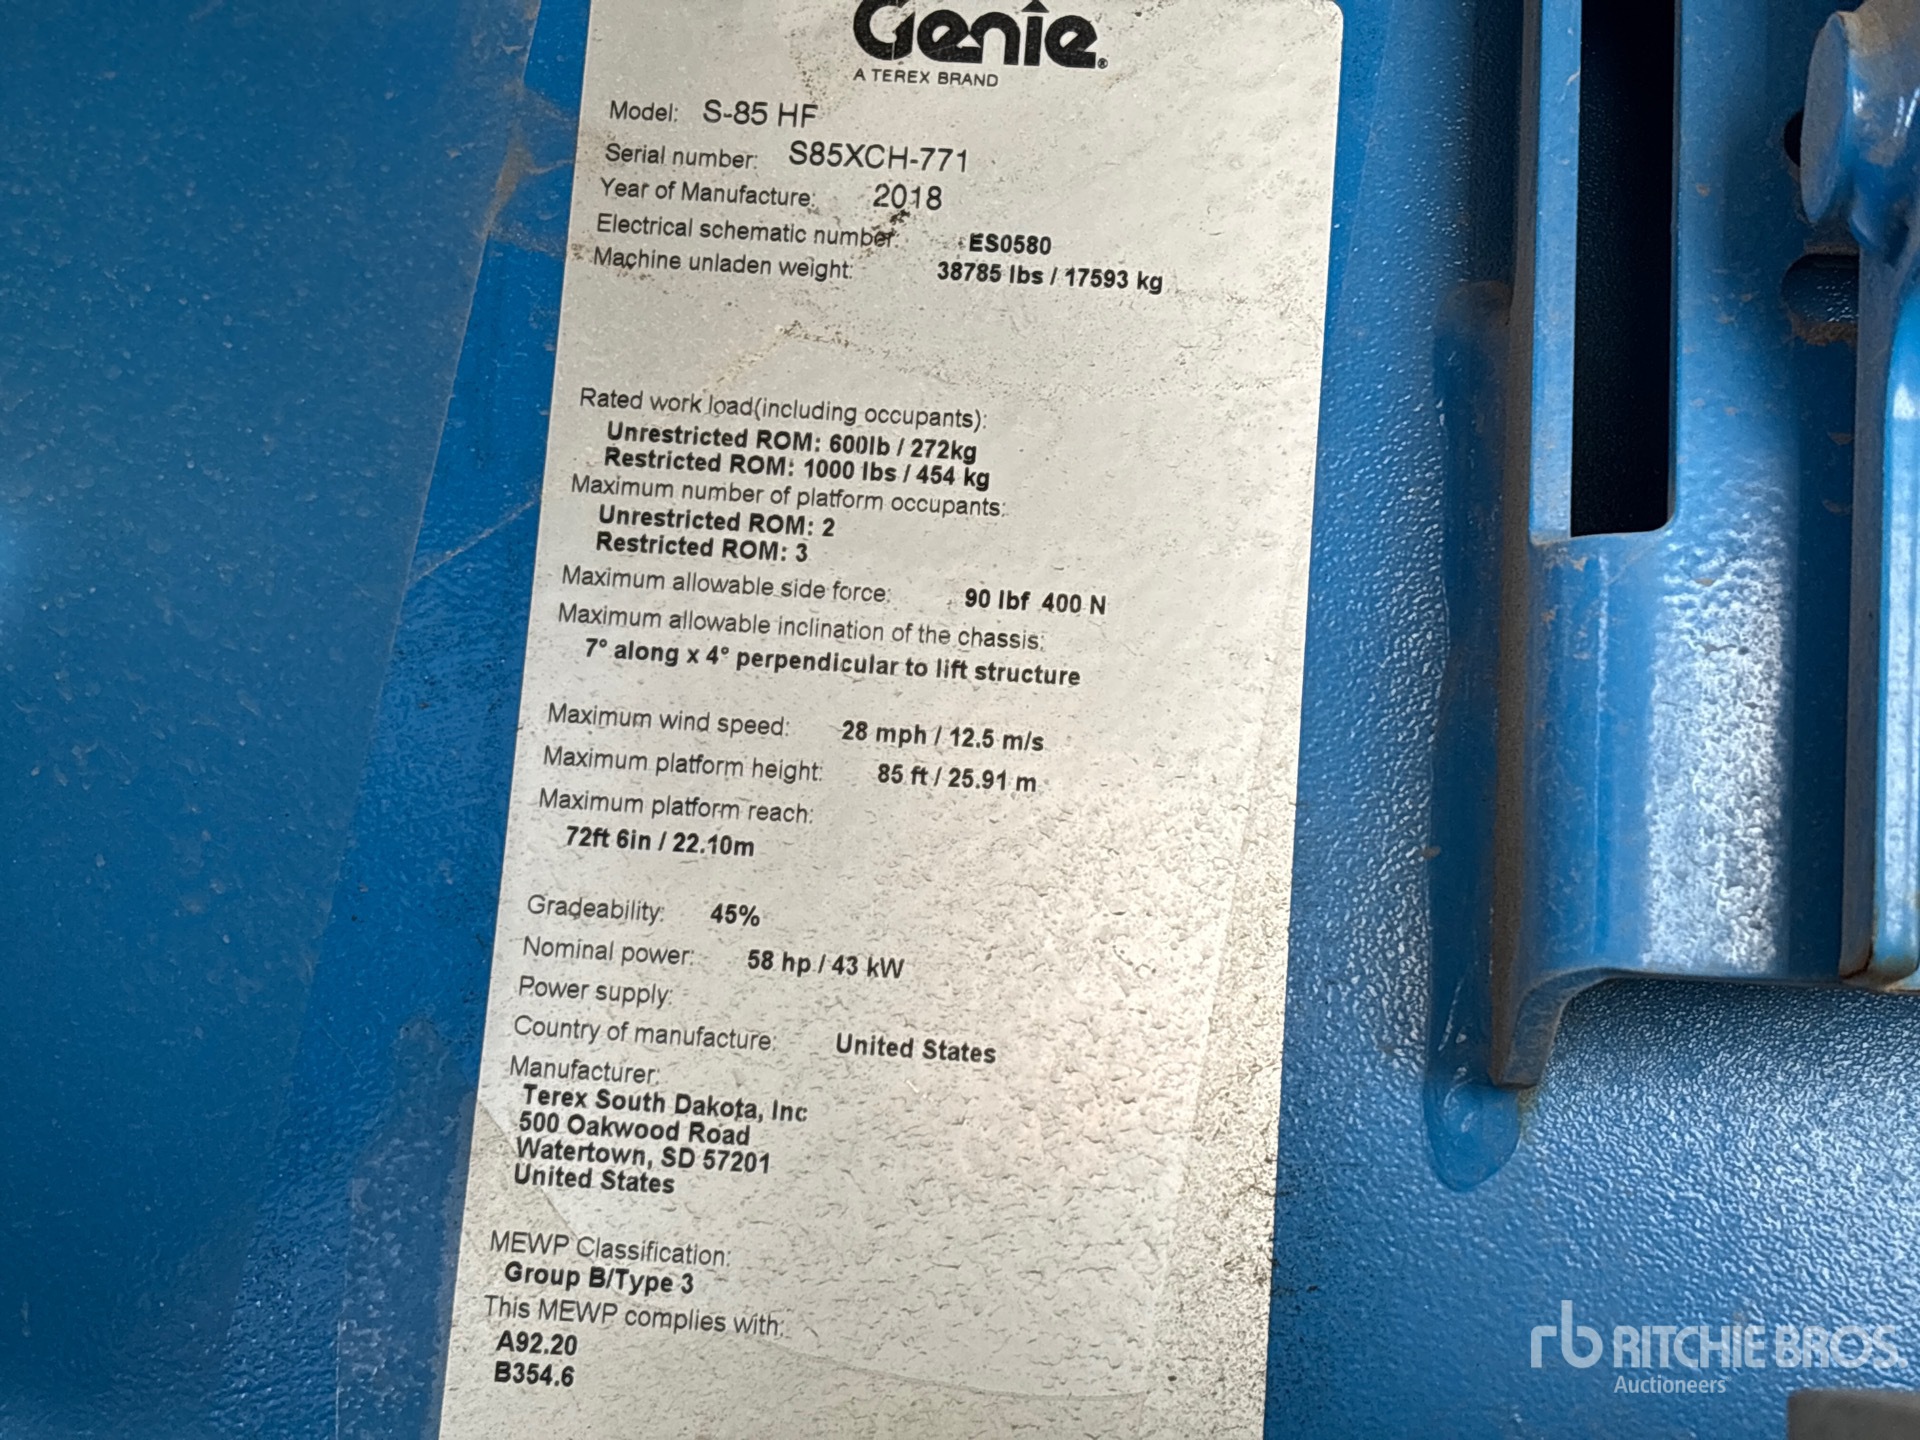 Genie®
A TEREX BRAND
Model: S-85 HF
Serial number: S85XCH-771
Year of Manufacture: 2018
Electrical schematic number: ES0580
Machine unladen weight: 38785 lbs / 17593 kg
Rated work load(including occupants):
Unrestricted ROM: 600lb / 272kg
Restricted ROM: 1000 lbs / 454 kg
Maximum number of platform occupants:
Unrestricted ROM: 2
Restricted ROM: 3
Maximum allowable side force: 90 lbf 400 N
Maximum allowable inclination of the chassis:
7° along x 4° perpendicular to lift structure
Maximum wind speed: 28 mph / 12.5 m/s
Maximum platform height: 85 ft / 25.91 m
Maximum platform reach:
72ft 6in / 22.10m
Gradeability: 45%
Nominal power: 58 hp / 43 kW
Power supply:
Country of manufacture: United States
Manufacturer:
Terex South Dakota, Inc
500 Oakwood Road
Watertown, SD 57201
United States
MEWP Classification:
Group B/Type 3
This MEWP complies with:
A92.20
B354.6
rb RITCHIE BROS.
Auctioneers